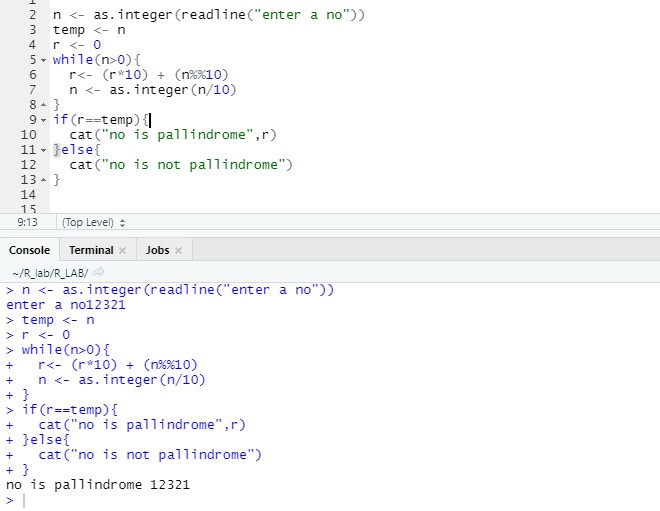 1
2 n <- as.integer(readline("enter a no"))
3 temp <- n
4 r <- 0
5 while(n>0){
6 r<- (r*10) + (n%%10)
7 n <- as.integer(n/10)
8 }
9 if(r==temp){
10 cat("no is pallindrome",r)
11 }else{
12 cat("no is not pallindrome")
13 }
14
15
9:13 (Top Level)
Console Terminal × Jobs ×
~/R_lab/R_LAB/
> n <- as.integer(readline("enter a no"))
enter a no12321
> temp <- n
> r <- 0
> while(n>0){
+ r<- (r*10) + (n%%10)
+ n <- as.integer(n/10)
+ }
> if(r==temp){
+ cat("no is pallindrome",r)
+ }else{
+ cat("no is not pallindrome")
+ }
no is pallindrome 12321
>